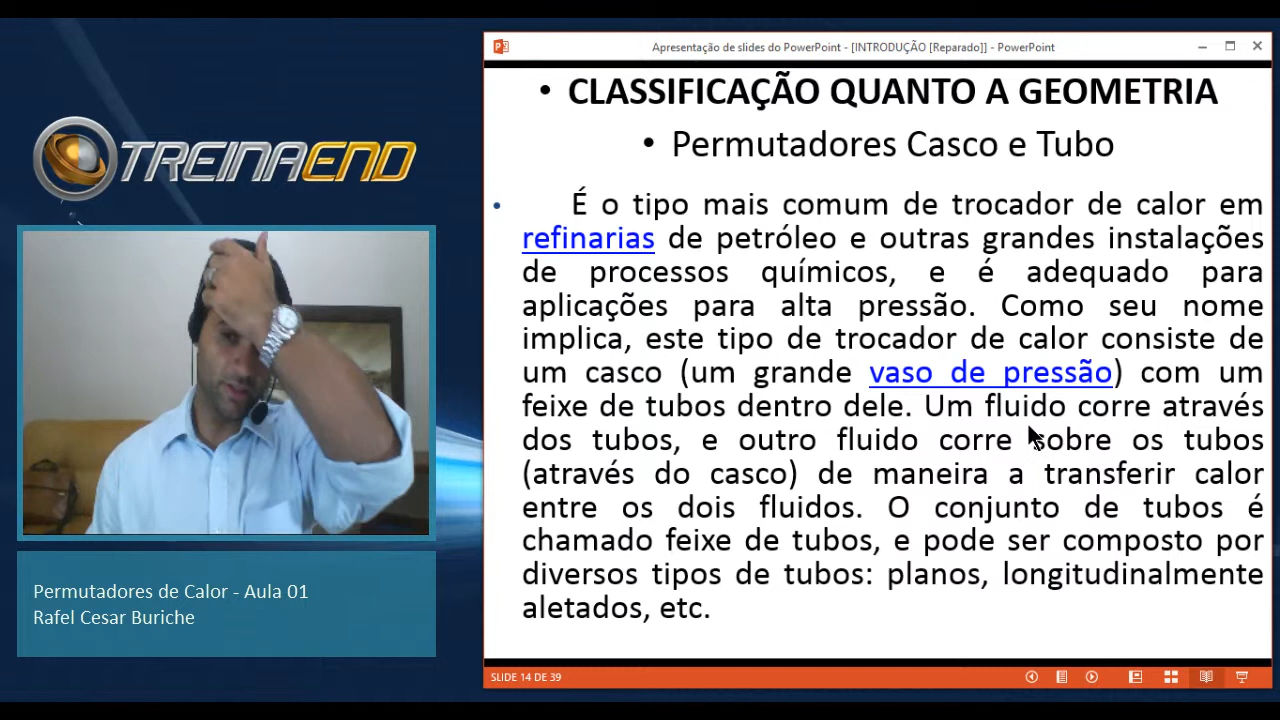 TREINAEND
Permutadores de Calor - Aula 01
Rafel Cesar Buriche
Apresentação de slides do PowerPoint - [INTRODUÇÃO [Reparado]] - PowerPoint
• CLASSIFICAÇÃO QUANTO A GEOMETRIA
• Permutadores Casco e Tubo
• É o tipo mais comum de trocador de calor em
refinarias de petróleo e outras grandes instalações
de processos químicos, e é adequado para
aplicações para alta pressão. Como seu nome
implica, este tipo de trocador de calor consiste de
um casco (um grande vaso de pressão) com um
feixe de tubos dentro dele. Um fluido corre através
dos tubos, e outro fluido corre sobre os tubos
(através do casco) de maneira a transferir calor
entre os dois fluidos. O conjunto de tubos é
chamado feixe de tubos, e pode ser composto por
diversos tipos de tubos: planos, longitudinalmente
aletados, etc.
SLIDE 14 DE 39